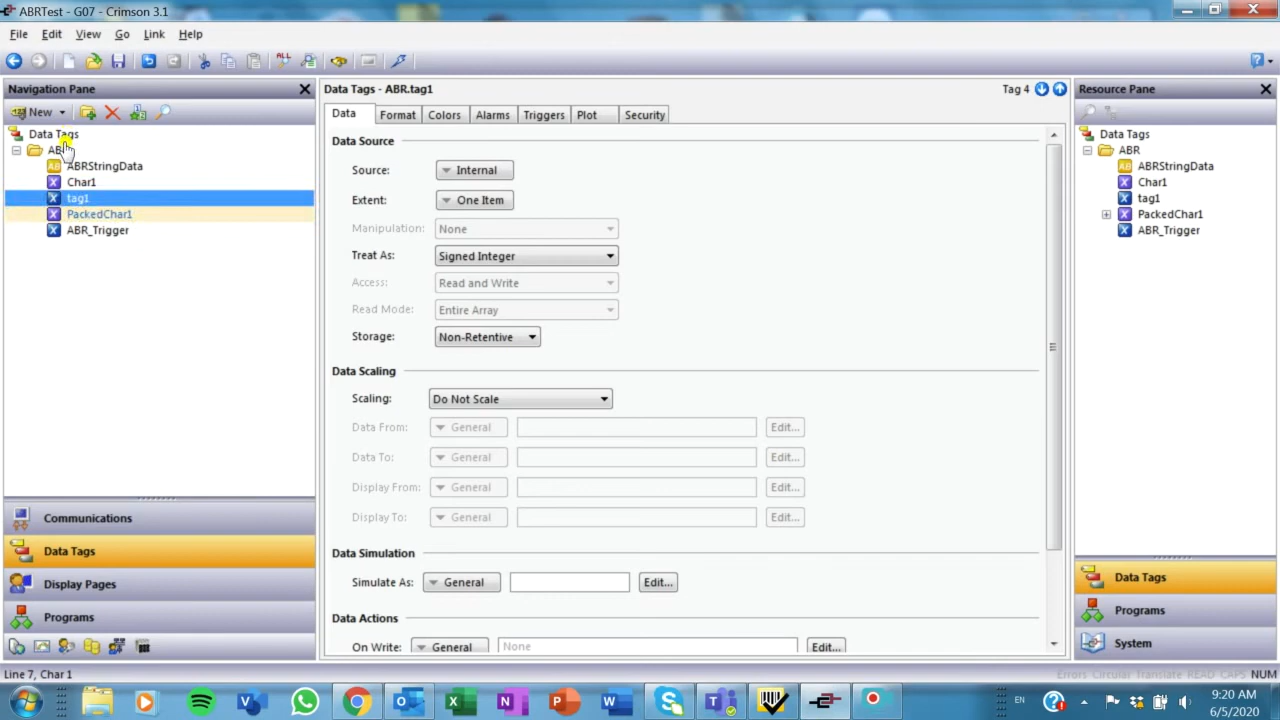 ABRTest - G07 - Crimson 3.1
File Edit View Go Link Help
Navigation Pane
New
Data Tags
ABRStringData
Char1
tag1
PackedChar1
ABR_Trigger
Communications
Data Tags
Display Pages
Programs
Data Tags - ABR.tag1
Tag 4
Data Format Colors Alarms Triggers Plot Security
Data Source
Source: Internal
Extent: One Item
Manipulation: None
Treat As: Signed Integer
Access: Read and Write
Read Mode: Entire Array
Storage: Non-Retentive
Data Scaling
Scaling: Do Not Scale
Data From: General Edit...
Data To: General Edit...
Display From: General Edit...
Display To: General Edit...
Data Simulation
Simulate As: General Edit...
Data Actions
On Write: General None Edit...
Resource Pane
Data Tags
ABR
ABRStringData
Char1
tag1
PackedChar1
ABR_Trigger
Data Tags
Programs
System
Line 7, Char 1
Errors Circular Translate READ CAPS NUM
EN
9:20 AM
6/5/2020